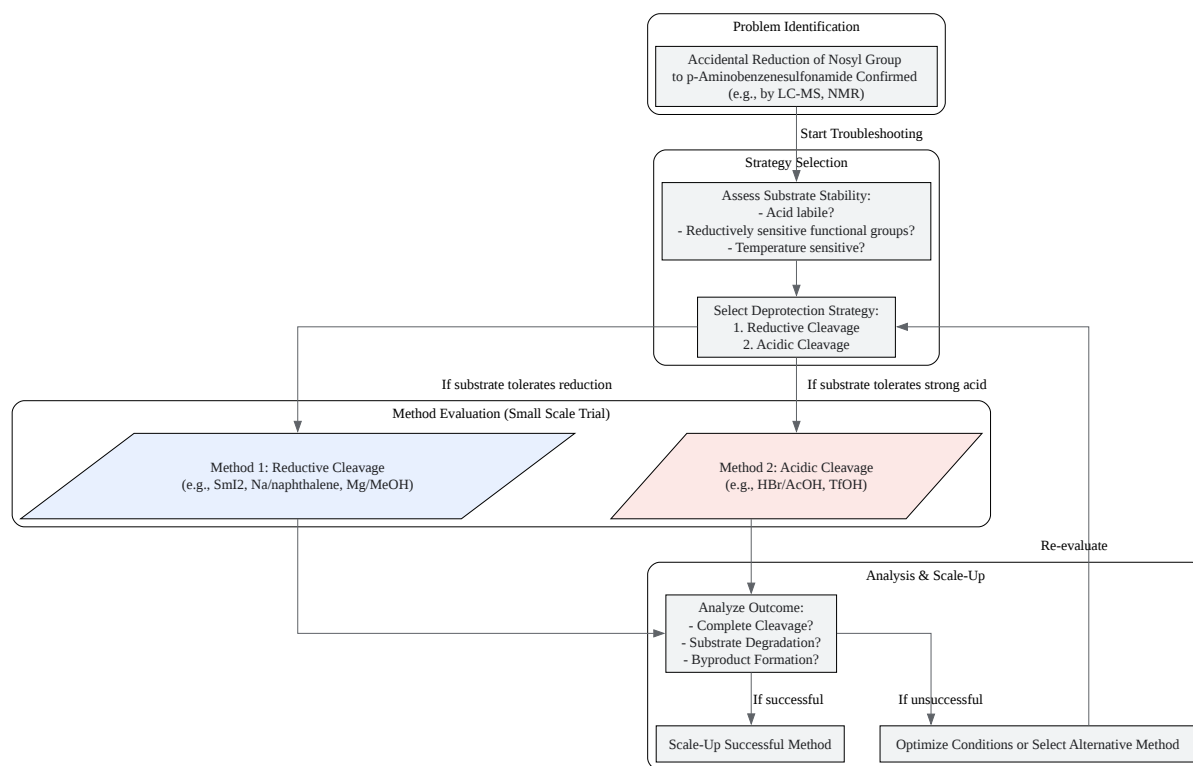 Problem Identification
Accidental Reduction of Nosyl Group
to p-Aminobenzenesulfonamide Confirmed
(e.g., by LC-MS, NMR)
Start Troubleshooting
Strategy Selection
Assess Substrate Stability:
- Acid labile?
- Reductively sensitive functional groups?
- Temperature sensitive?
Select Deprotection Strategy:
1. Reductive Cleavage
2. Acidic Cleavage
If substrate tolerates reduction
If substrate tolerates strong acid
Method Evaluation (Small Scale Trial)
Method 1: Reductive Cleavage
(e.g., SmI2, Na/naphthalene, Mg/MeOH)
Method 2: Acidic Cleavage
(e.g., HBr/AcOH, TfOH)
Re-evaluate
Analysis & Scale-Up
Analyze Outcome:
- Complete Cleavage?
- Substrate Degradation?
- Byproduct Formation?
If successful
If unsuccessful
Scale-Up Successful Method
Optimize Conditions or Select Alternative Method